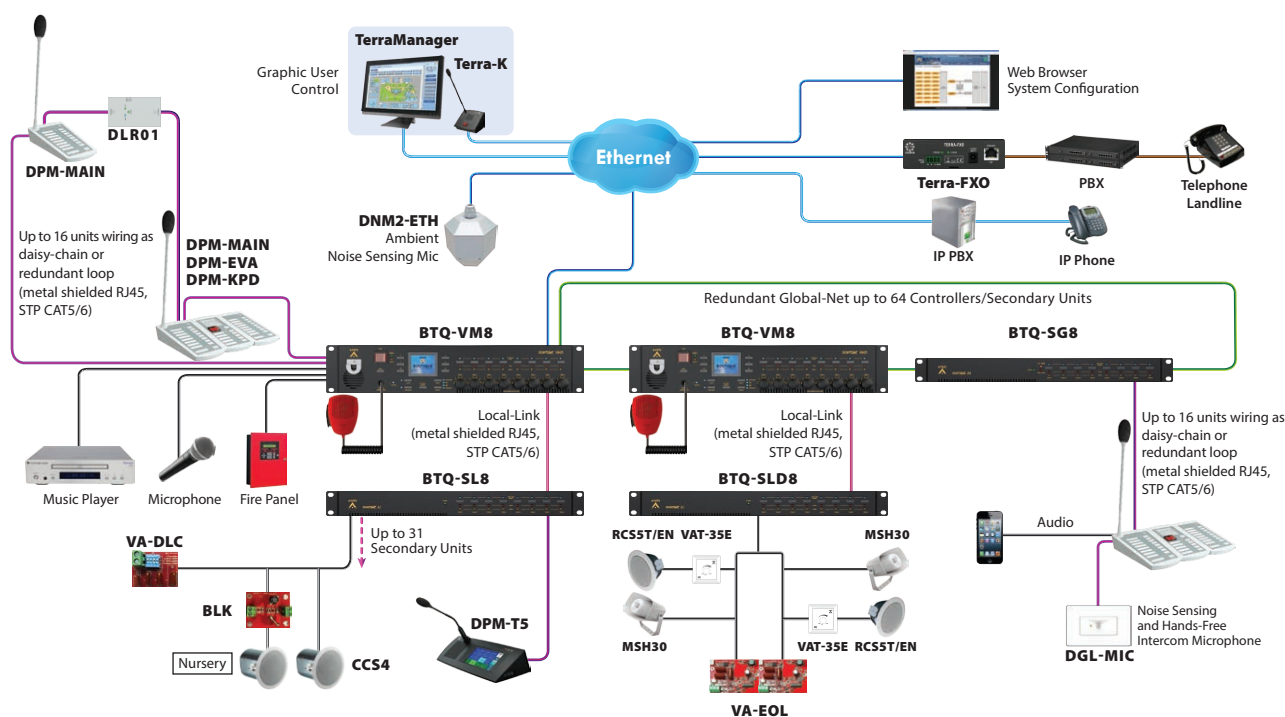 TerraManager
Terra-K
Graphic User
Control
Web Browser
System Configuration
DLR01
DPM-MAIN
Ethernet
TERRA-FXO
Terra-FXO
PBX
Telephone
Landline
DNM2-ETH
Ambient
Noise Sensing Mic
IP PBX
IP Phone
Up to 16 units wiring as
daisy-chain or
redundant loop
(metal shielded RJ45,
STP CAT5/6)
DPM-MAIN
DPM-EVA
DPM-KPD
Redundant Global-Net up to 64 Controllers/Secondary Units
BTQ-VM8
BTQ-VM8
BTQ-SG8
Local-Link
(metal shielded RJ45,
STP CAT5/6)
Local-Link
(metal shielded RJ45,
STP CAT5/6)
Up to 16 units wiring as
daisy-chain or
redundant loop
(metal shielded RJ45,
STP CAT5/6)
Music Player
Microphone
Fire Panel
BTQ-SL8
BTQ-SLD8
Up to 31
Secondary Units
VA-DLC
RCS5T/EN
VAT-35E
MSH30
Audio
BLK
DPM-T5
Nursery
CCS4
MSH30
VAT-35E
RCS5T/EN
Noise Sensing
and Hands-Free
Intercom Microphone
DGL-MIC
VA-EOL